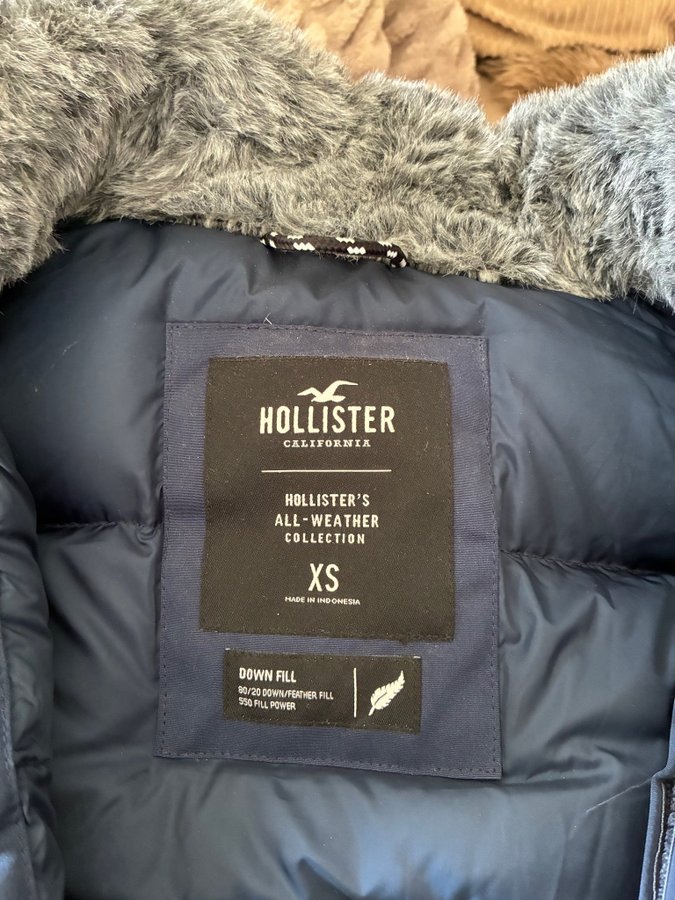 HOLLISTER
CALIFORNIA
HOLLISTER'S
ALL-WEATHER
COLLECTION
XS
MADE IN INDONESIA
DOWN FILL
80/20 DOWN/FEATHER FILL
550 FILL POWER